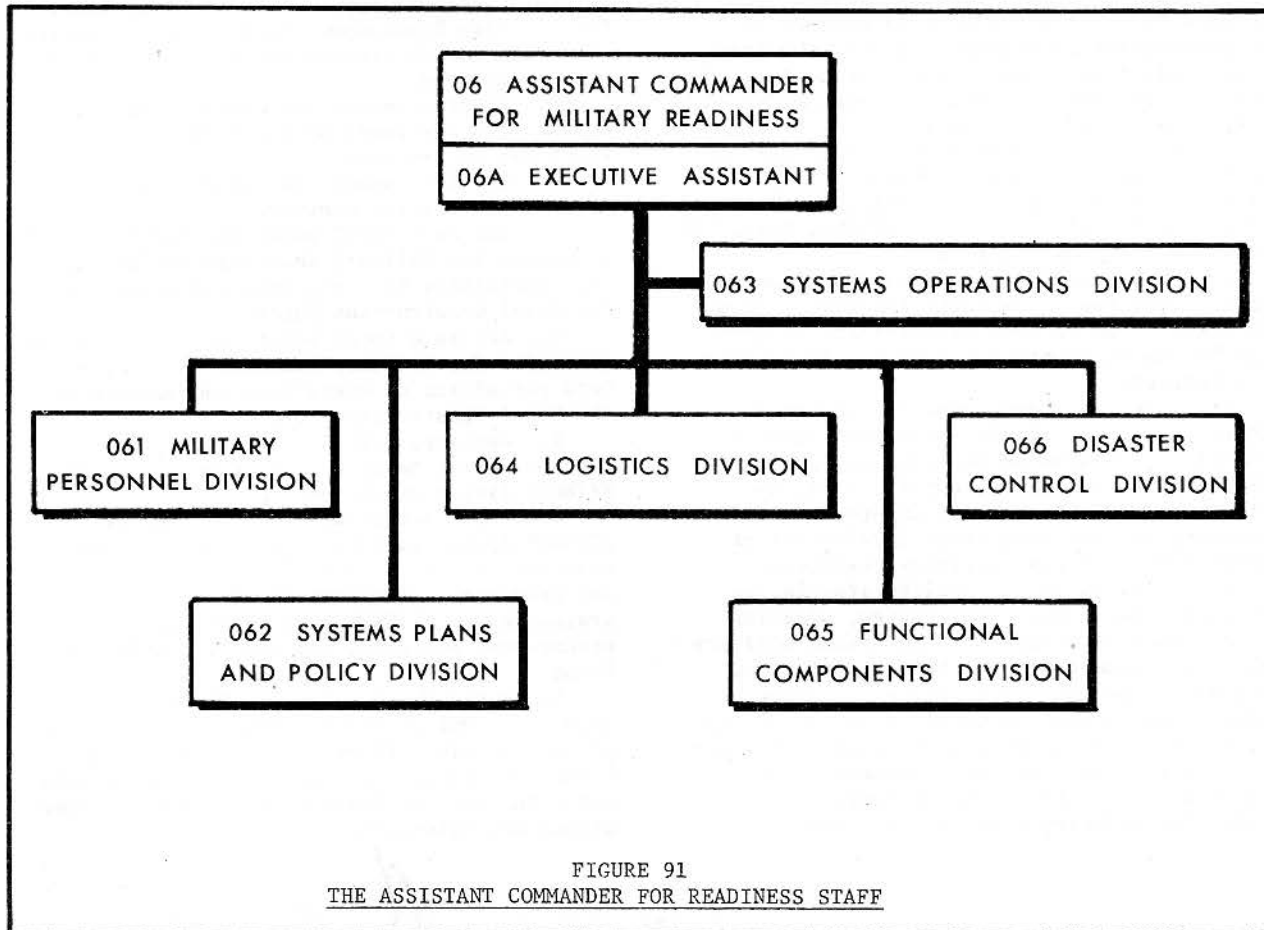 06 ASSISTANT COMMANDER
FOR MILITARY READINESS
06A EXECUTIVE ASSISTANT
063 SYSTEMS OPERATIONS DIVISION
061 MILITARY
PERSONNEL DIVISION
064 LOGISTICS DIVISION
066 DISASTER
CONTROL DIVISION
062 SYSTEMS PLANS
AND POLICY DIVISION
065 FUNCTIONAL
COMPONENTS DIVISION
FIGURE 91
THE ASSISTANT COMMANDER FOR READINESS STAFF